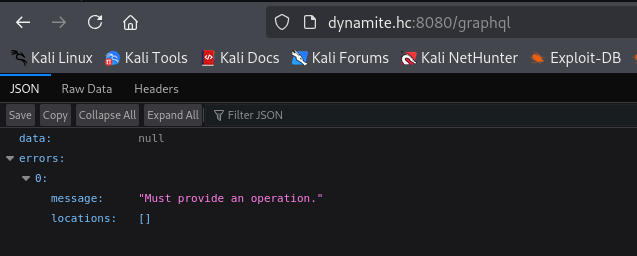 dynamite.hc:8080/graphql
Kali Linux Kali Tools Kali Docs Kali Forums Kali NetHunter Exploit-DB
JSON Raw Data Headers
Save Copy Collapse All Expand All Filter JSON
data: null
errors:
0:
message: "Must provide an operation."
locations: []